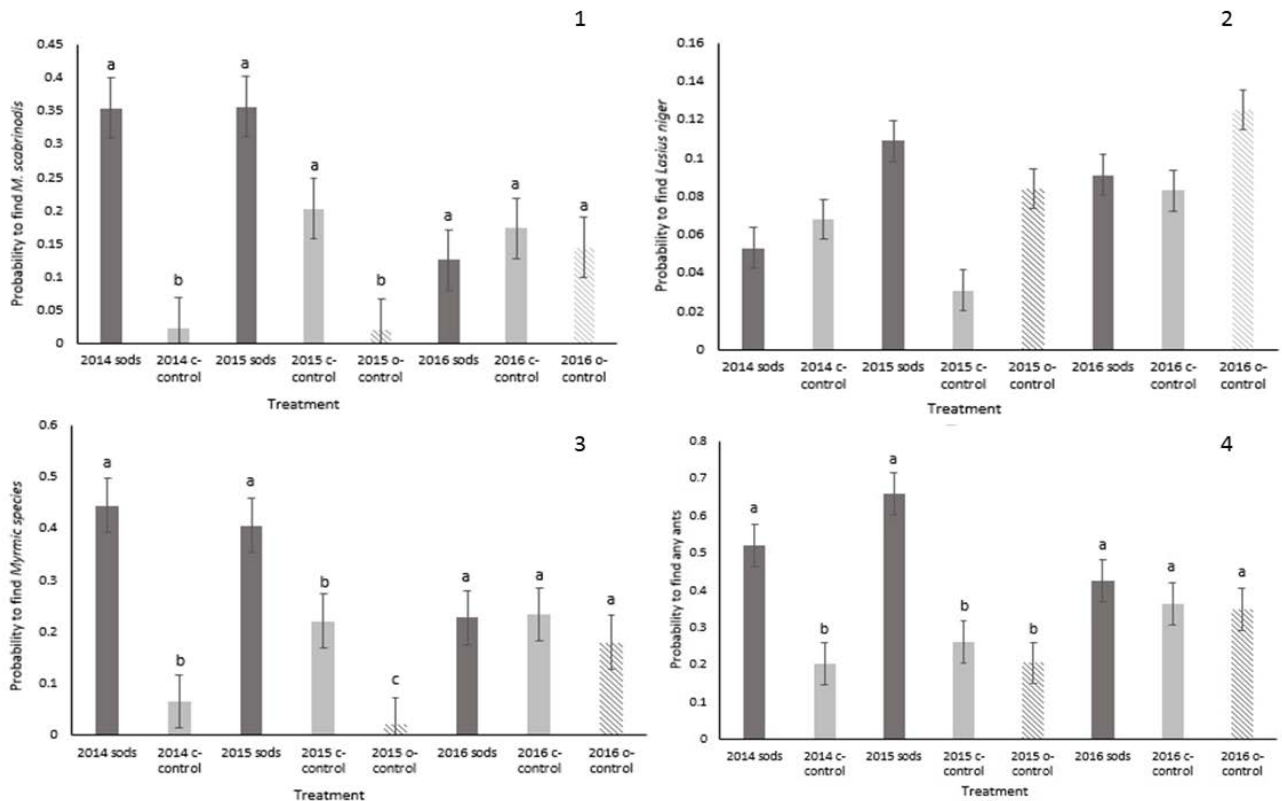 1
Probability to find M. scabrinodis
0.45
0.4
0.35
0.3
0.25
0.2
0.15
0.1
0.05
0
a
b
a
a
b
a
a
a
2014 sods
2014 c-
control
2015 sods
2015 c-
control
2015 o-
control
2016 sods
2016 c-
control
2016 o-
control
Treatment
2
Probability to find Lasius niger
0.16
0.14
0.12
0.1
0.08
0.06
0.04
0.02
0
2014 sods
2014 c-
control
2015 sods
2015 c-
control
2015 o-
control
2016 sods
2016 c-
control
2016 o-
control
Treatment
3
Probability to find Myrmic species
0.6
0.5
0.4
0.3
0.2
0.1
0
a
b
a
b
c
a
a
a
2014 sods
2014 c-
control
2015 sods
2015 c-
control
2015 o-
control
2016 sods
2016 c-
control
2016 o-
control
Treatment
4
Probability to find any ants
0.8
0.7
0.6
0.5
0.4
0.3
0.2
0.1
0
a
b
a
b
b
a
a
a
2014 sods
2014 c-
control
2015 sods
2015 c-
control
2015 o-
control
2016 sods
2016 c-
control
2016 o-
control
Treatment